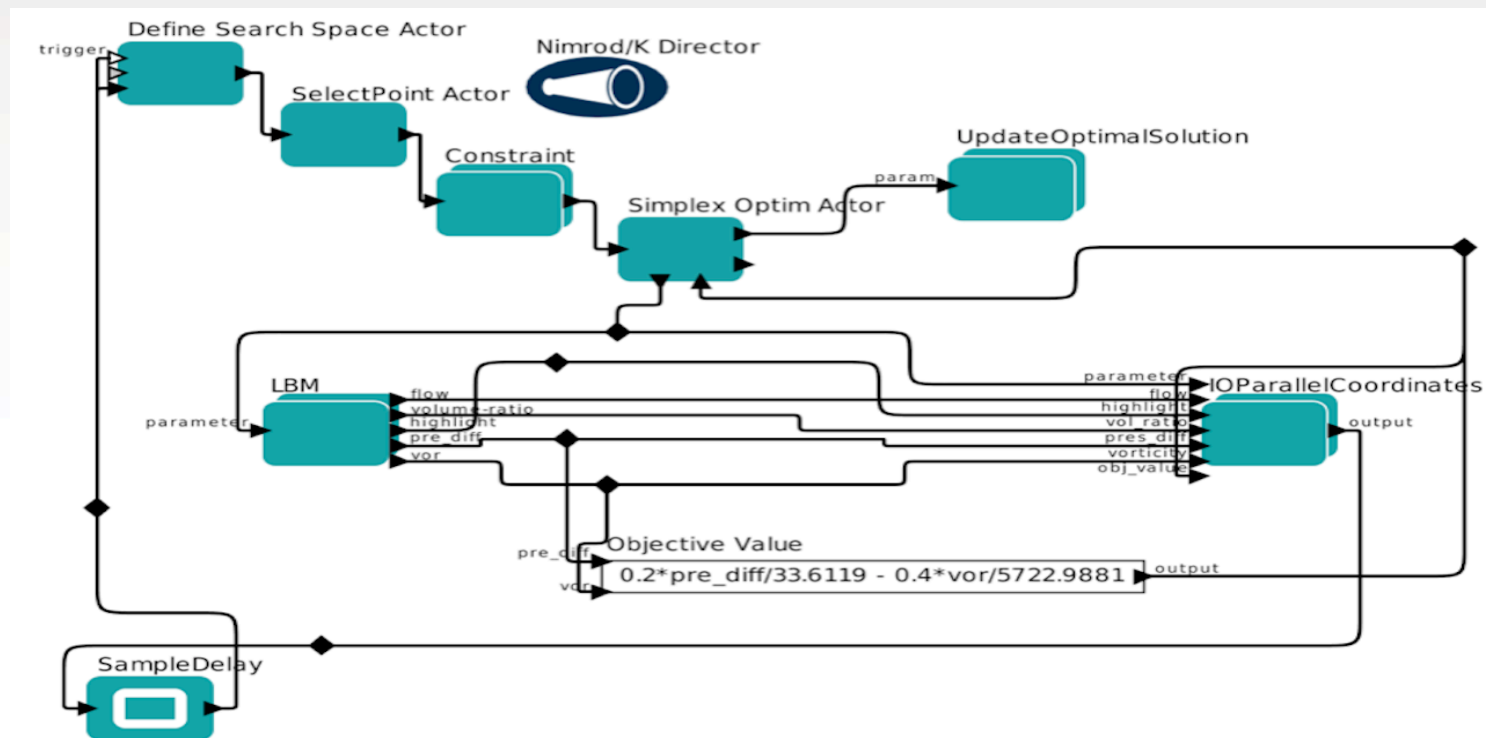 Define Search Space Actor
trigger
Nimrod/K Director
SelectPoint Actor
UpdateOptimalSolution
Constraint
param
Simplex Optim Actor
LBM
parameter
flow
volume-ratio
highlight
pre_diff
vor
parameter
IOParallelCoordinates
flow
highlight
vol_ratio
pres_diff
vorticity
obj_value
output
Objective Value
pre_diff
0.2*pre_diff/33.6119 - 0.4*vor/5722.9881
output
vor
SampleDelay